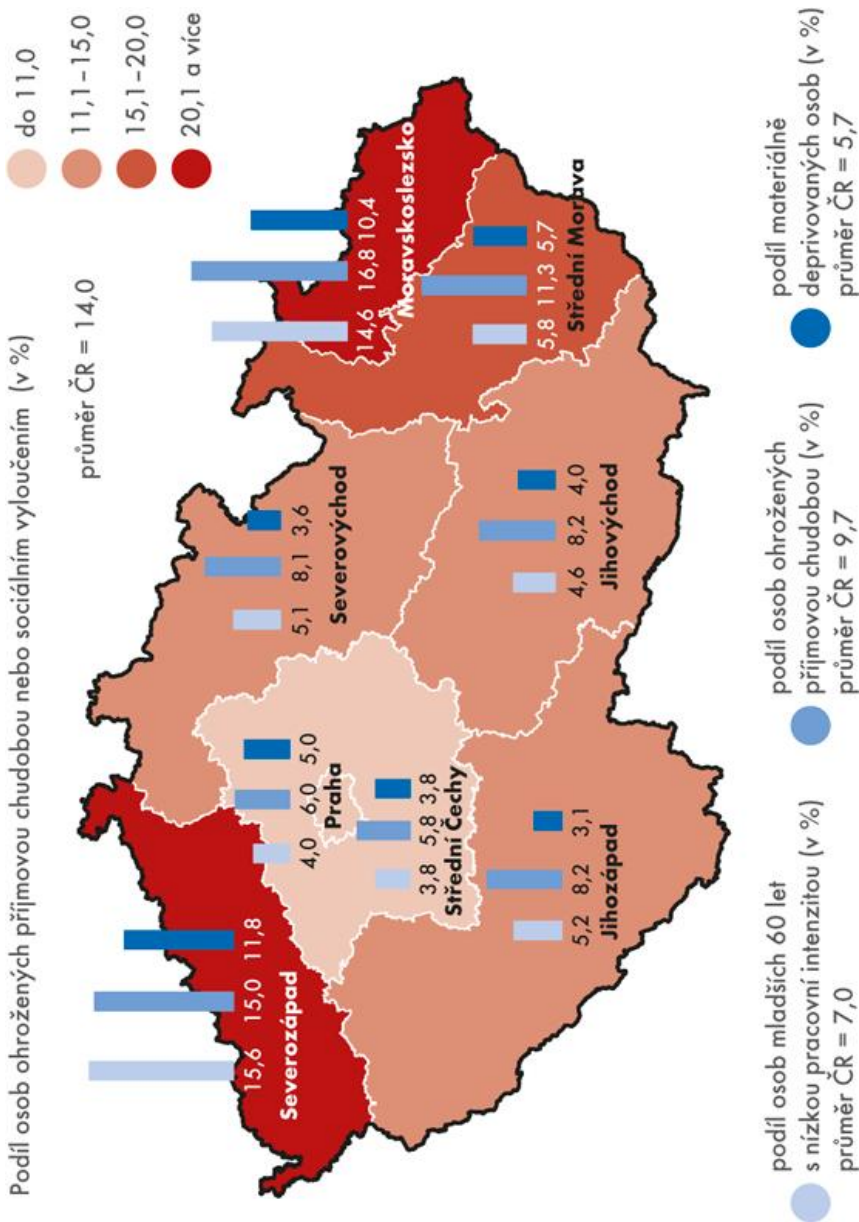 Podíl osob ohrožených příjmovou chudobou nebo sociálním vyloučením (v %)
průměr ČR = 14,0
do 11,0
11,1–15,0
15,1–20,0
20,1 a více
15,6 15,0 11,8
Severozápad
4,0 6,0 5,0
Praha
3,8 5,8 3,8
Střední Čechy
5,2 8,2 3,1
Jihozápad
5,1 8,1 3,6
Severovýchod
4,6 8,2 4,0
Jihovýchod
14,6 16,8 10,4
Moravskoslezsko
5,8 11,3 5,7
Střední Morava
podíl osob mladších 60 let
s nízkou pracovní intenzitou (v %)
průměr ČR = 7,0
podíl osob ohrožených
příjmovou chudobou (v %)
průměr ČR = 9,7
podíl materiálně
deprivovaných osob (v %)
průměr ČR = 5,7